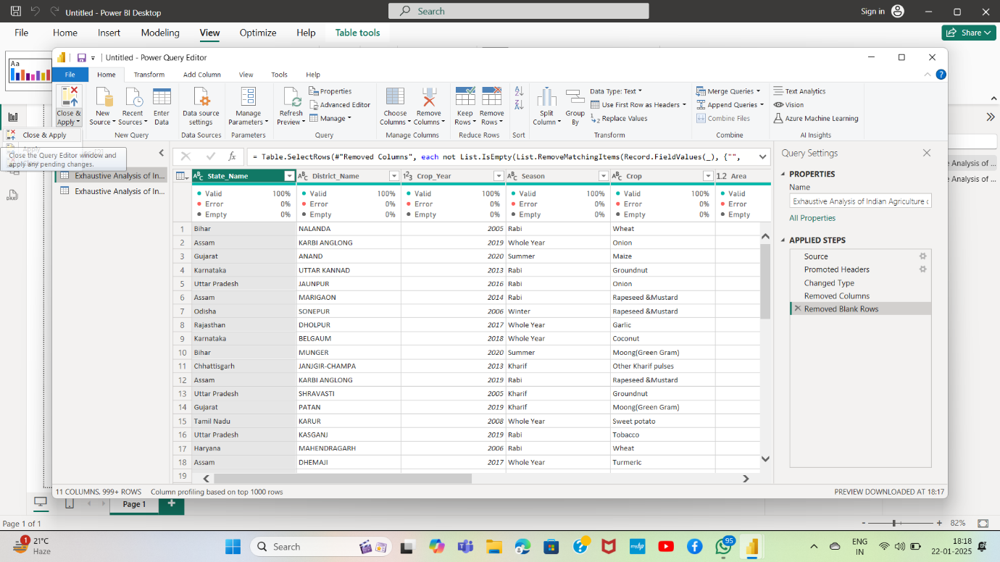 Untitled - Power BI Desktop
Search
Sign in
File Home Insert Modeling View Optimize Help Table tools
Share
Aa
Untitled - Power Query Editor
File Home Transform Add Column View Tools Help
?
Close & Apply
New Source
Recent Sources
Enter Data
Data source settings
Manage Parameters
Refresh Preview
Properties
Advanced Editor
Manage
Choose Columns
Remove Columns
Keep Rows
Remove Rows
Split Column
Group By
Data Type: Text
Use First Row as Headers
Replace Values
Merge Queries
Append Queries
Combine Files
Text Analytics
Vision
Azure Machine Learning
New Query Data Sources Parameters Query Manage Columns Reduce Rows Sort Transform Combine AI Insights
Close & Apply
Apply
Close the Query Editor window and
apply any pending changes.
Exhaustive Analysis of In...
Exhaustive Analysis of In...
fx = Table.SelectRows(#"Removed Columns", each not List.IsEmpty(List.RemoveMatchingItems(Record.FieldValues(_), {"",
State_Name District_Name Crop_Year Season Crop 1.2 Area
Valid 100% Valid 100% Valid 100% Valid 100% Valid 100% Valid
Error 0% Error 0% Error 0% Error 0% Error 0% Error
Empty 0% Empty 0% Empty 0% Empty 0% Empty 0% Empty
1 Bihar NALANDA 2005 Rabi Wheat
2 Assam KARBI ANGLONG 2019 Whole Year Onion
3 Gujarat ANAND 2020 Summer Maize
4 Karnataka UTTAR KANNAD 2013 Rabi Groundnut
5 Uttar Pradesh JAUNPUR 2016 Rabi Onion
6 Assam MARIGAON 2014 Rabi Rapeseed &Mustard
7 Odisha SONEPUR 2006 Winter Rapeseed &Mustard
8 Rajasthan DHOLPUR 2017 Whole Year Garlic
9 Karnataka BELGAUM 2018 Whole Year Coconut
10 Bihar MUNGER 2020 Summer Moong(Green Gram)
11 Chhattisgarh JANJGIR-CHAMPA 2013 Kharif Other Kharif pulses
12 Assam KARBI ANGLONG 2019 Rabi Rapeseed &Mustard
13 Uttar Pradesh SHRAVASTI 2005 Kharif Groundnut
14 Gujarat PATAN 2019 Kharif Moong(Green Gram)
15 Tamil Nadu KARUR 2008 Whole Year Sweet potato
16 Uttar Pradesh KASGANJ 2019 Rabi Tobacco
17 Haryana MAHENDRAGARH 2006 Rabi Wheat
18 Assam DHEMAJI 2017 Whole Year Turmeric
19
Query Settings
PROPERTIES
Name
Exhaustive Analysis of Indian Agriculture
All Properties
APPLIED STEPS
Source
Promoted Headers
Changed Type
Removed Columns
Removed Blank Rows
e Analysis of ...
e Analysis of ...
11 COLUMNS, 999+ ROWS Column profiling based on top 1000 rows
PREVIEW DOWNLOADED AT 18:17
Page 1
Page 1 of 1
- + 82%
1
21°C
Haze
Search
95
ENG
IN
18:18
22-01-2025